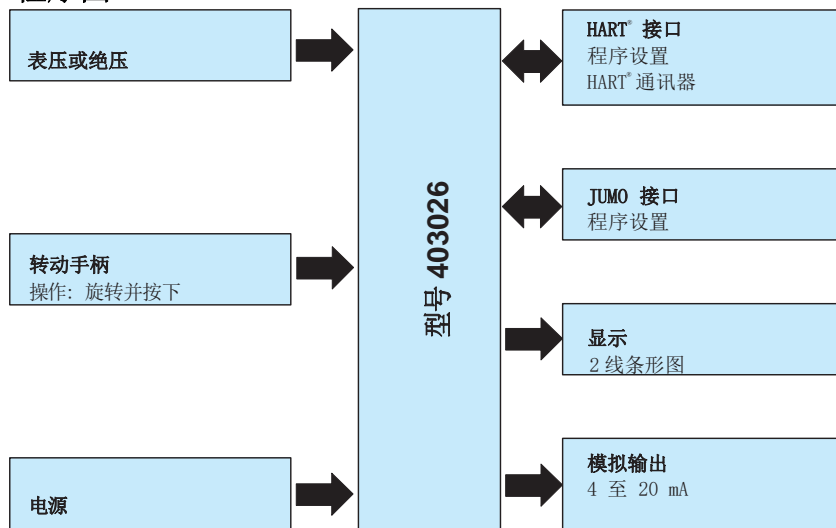 表压或绝压
转动手柄
操作: 旋转并按下
电源
型号 403026
HART® 接口
程序设置
HART®通讯器
JUMO 接口
程序设置
显示
2线条形图
模拟输出
4 至 20 mA